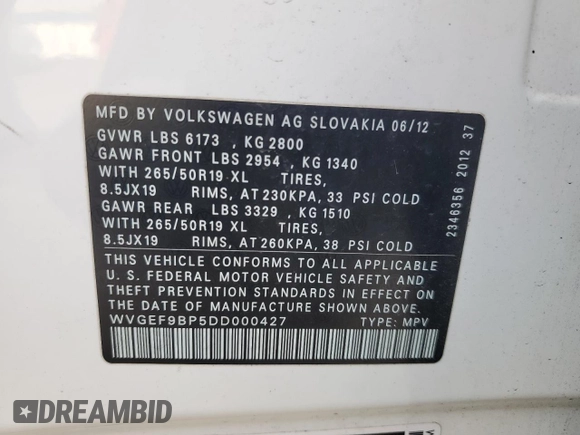 MFD BY VOLKSWAGEN AG SLOVAKIA 06/12
GVWR LBS 6173 , KG 2800
GAWR FRONT LBS 2954 , KG 1340
WITH 265/50R19 XL TIRES,
8.5JX19 RIMS, AT 230KPA, 33 PSI COLD
GAWR REAR LBS 3329 , KG 1510
WITH 265/50R19 XL TIRES,
8.5JX19 RIMS, AT 260KPA, 38 PSI COLD
THIS VEHICLE CONFORMS TO ALL APPLICABLE
U. S. FEDERAL MOTOR VEHICLE SAFETY AND
THEFT PREVENTION STANDARDS IN EFFECT ON
THE DATE OF MANUFACTURE SHOWN ABOVE.
WVGEF9BP5DD000427 TYPE: MPV
2346356 2012 37
DREAMBID